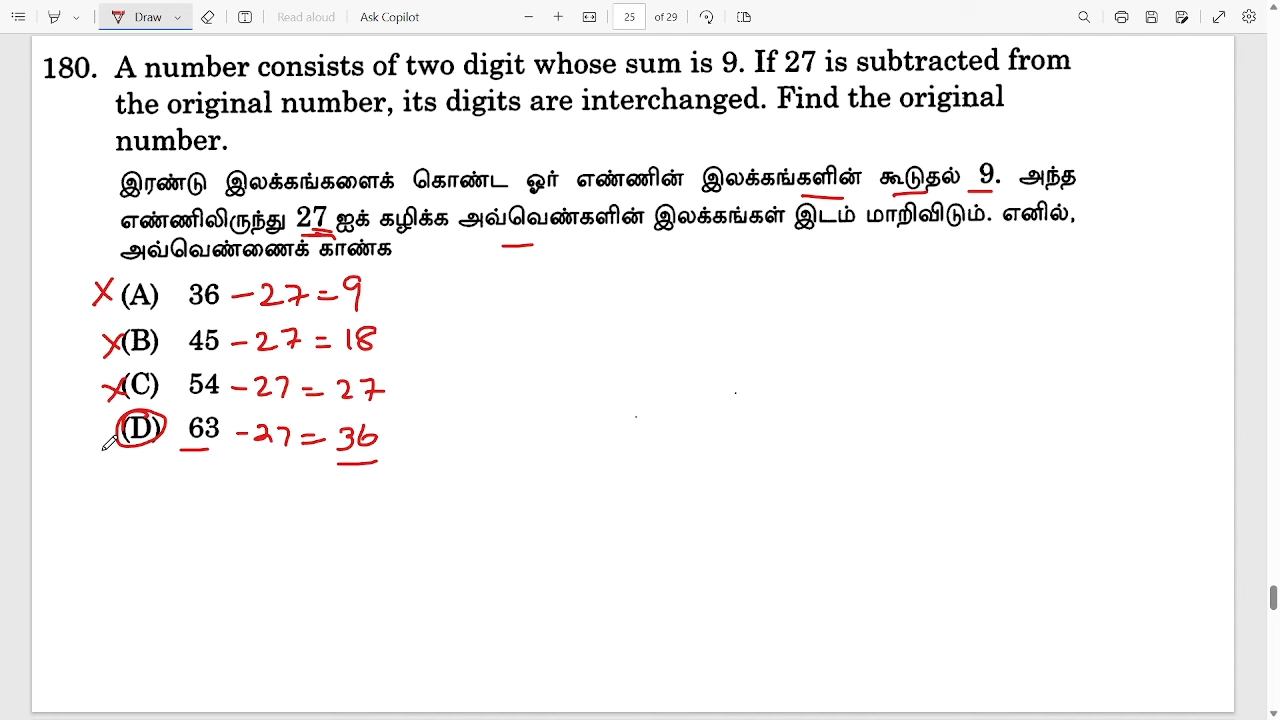 Draw Read aloud Ask Copilot 25 of 29
180. A number consists of two digit whose sum is 9. If 27 is subtracted from
the original number, its digits are interchanged. Find the original
number.
இரண்டு இலக்கங்களைக் கொண்ட ஓர் எண்ணின் இலக்கங்களின் கூடுதல் 9. அந்த
எண்ணிலிருந்து 27 ஐக் கழிக்க அவ்வெண்களின் இலக்கங்கள் இடம் மாறிவிடும். எனில்,
அவ்வெண்ணைக் காண்க
X (A) 36 – 27 = 9
X (B) 45 – 27 = 18
X (C) 54 – 27 = 27
(D) 63 - 27 = 36